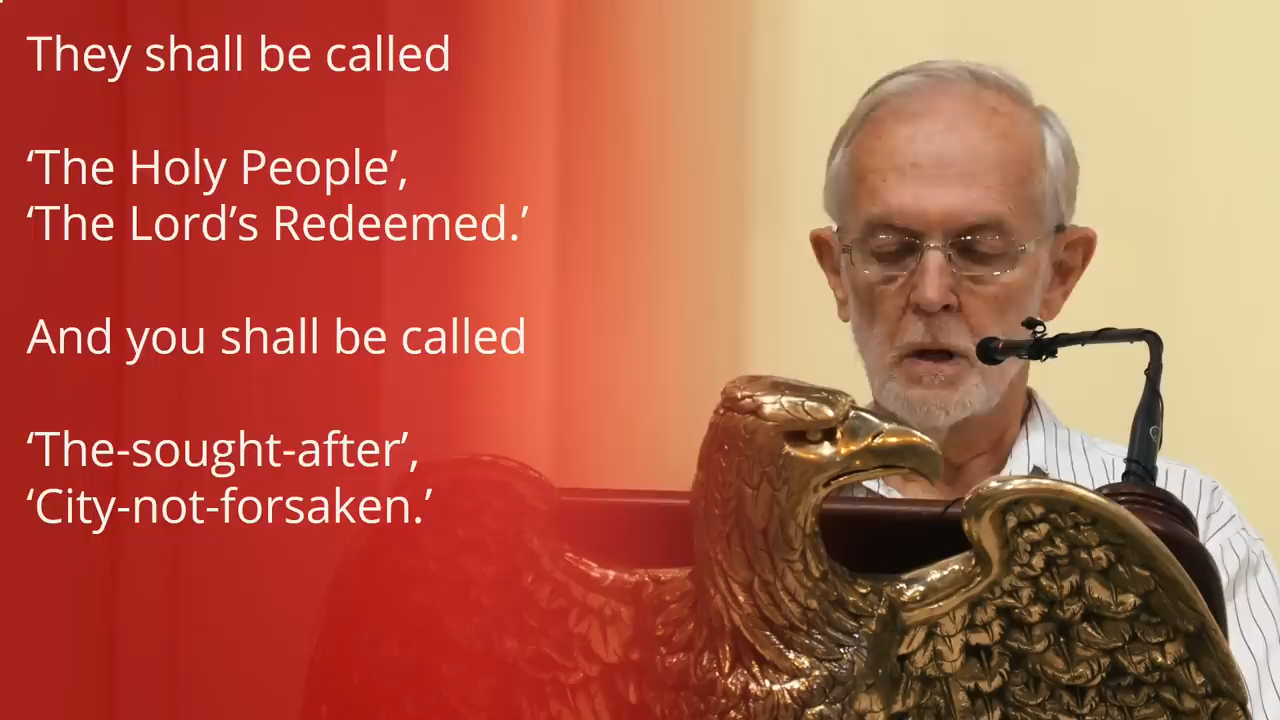 They shall be called
‘The Holy People’,
‘The Lord’s Redeemed.’
And you shall be called
‘The-sought-after’,
‘City-not-forsaken.’